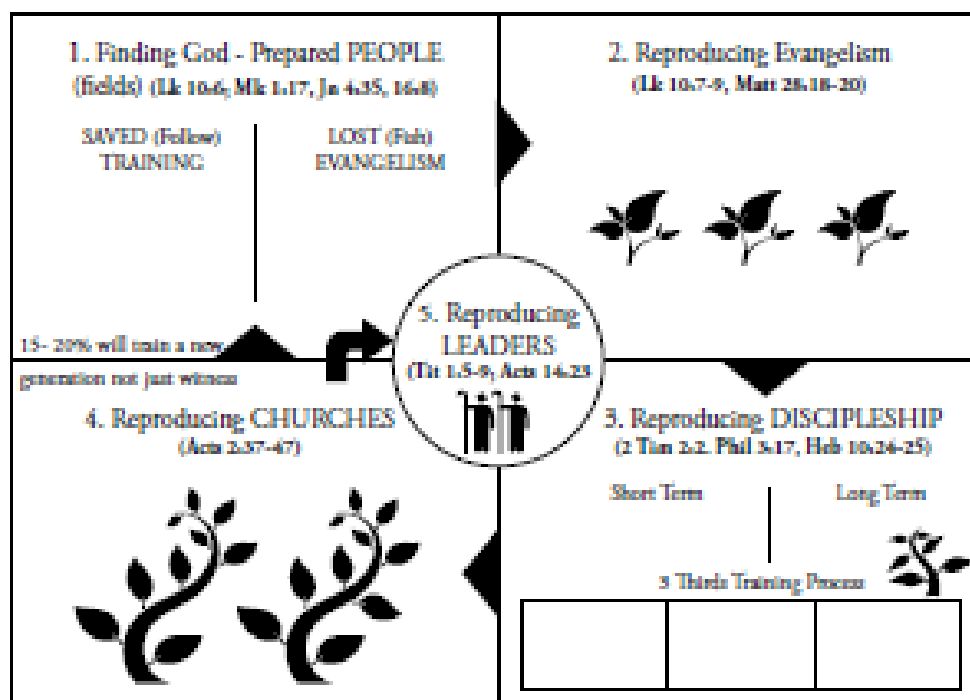 1. Finding God - Prepared PEOPLE
(fields) (Lk 10.6, Mk 1.17, Jn 4.35, 16.8)
SAVED (Follow)
TRAINING
LOST (Fish)
EVANGELISM
15- 20% will train a new
generation not just witness
2. Reproducing Evangelism
(Lk 10.7-9, Matt 28.18-20)
5. Reproducing
LEADERS
(Tit 1.5-9, Acts 14.23
4. Reproducing CHURCHES
(Acts 2.37-47)
3. Reproducing DISCIPLESHIP
(2 Tim 2.2. Phil 3.17, Heb 10.24-25)
Short Term
Long Term
3 Thirds Training Process